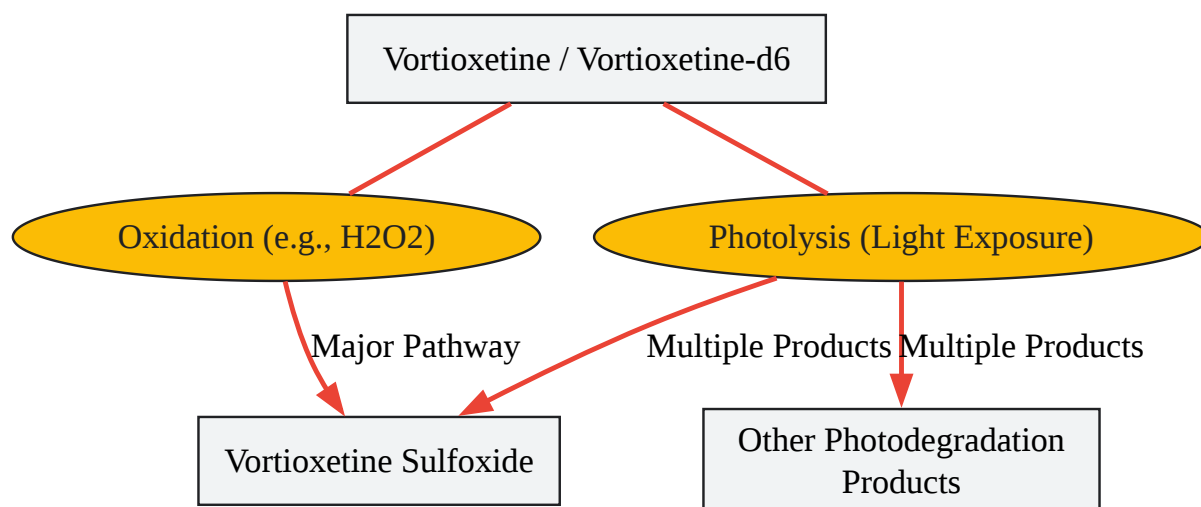 Vortioxetine / Vortioxetine-d6
Oxidation (e.g., H2O2)
Photolysis (Light Exposure)
Major Pathway
Multiple Products
Multiple Products
Vortioxetine Sulfoxide
Other Photodegradation
Products